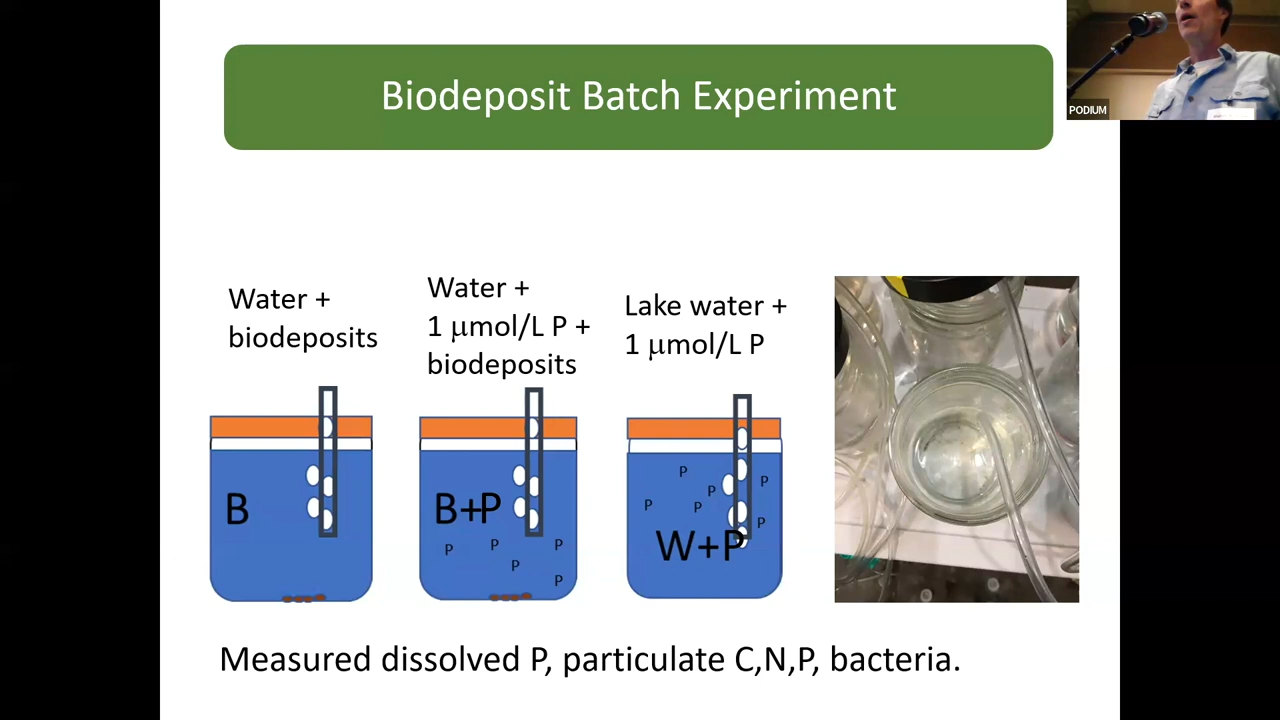 PODIUM
Biodeposit Batch Experiment
Water +
biodeposits
Water +
1 μmol/L P +
biodeposits
Lake water +
1 μmol/L P
B
B+P
P
P
P
P
P
P
P
P
P
P
P
W+P
Measured dissolved P, particulate C,N,P, bacteria.